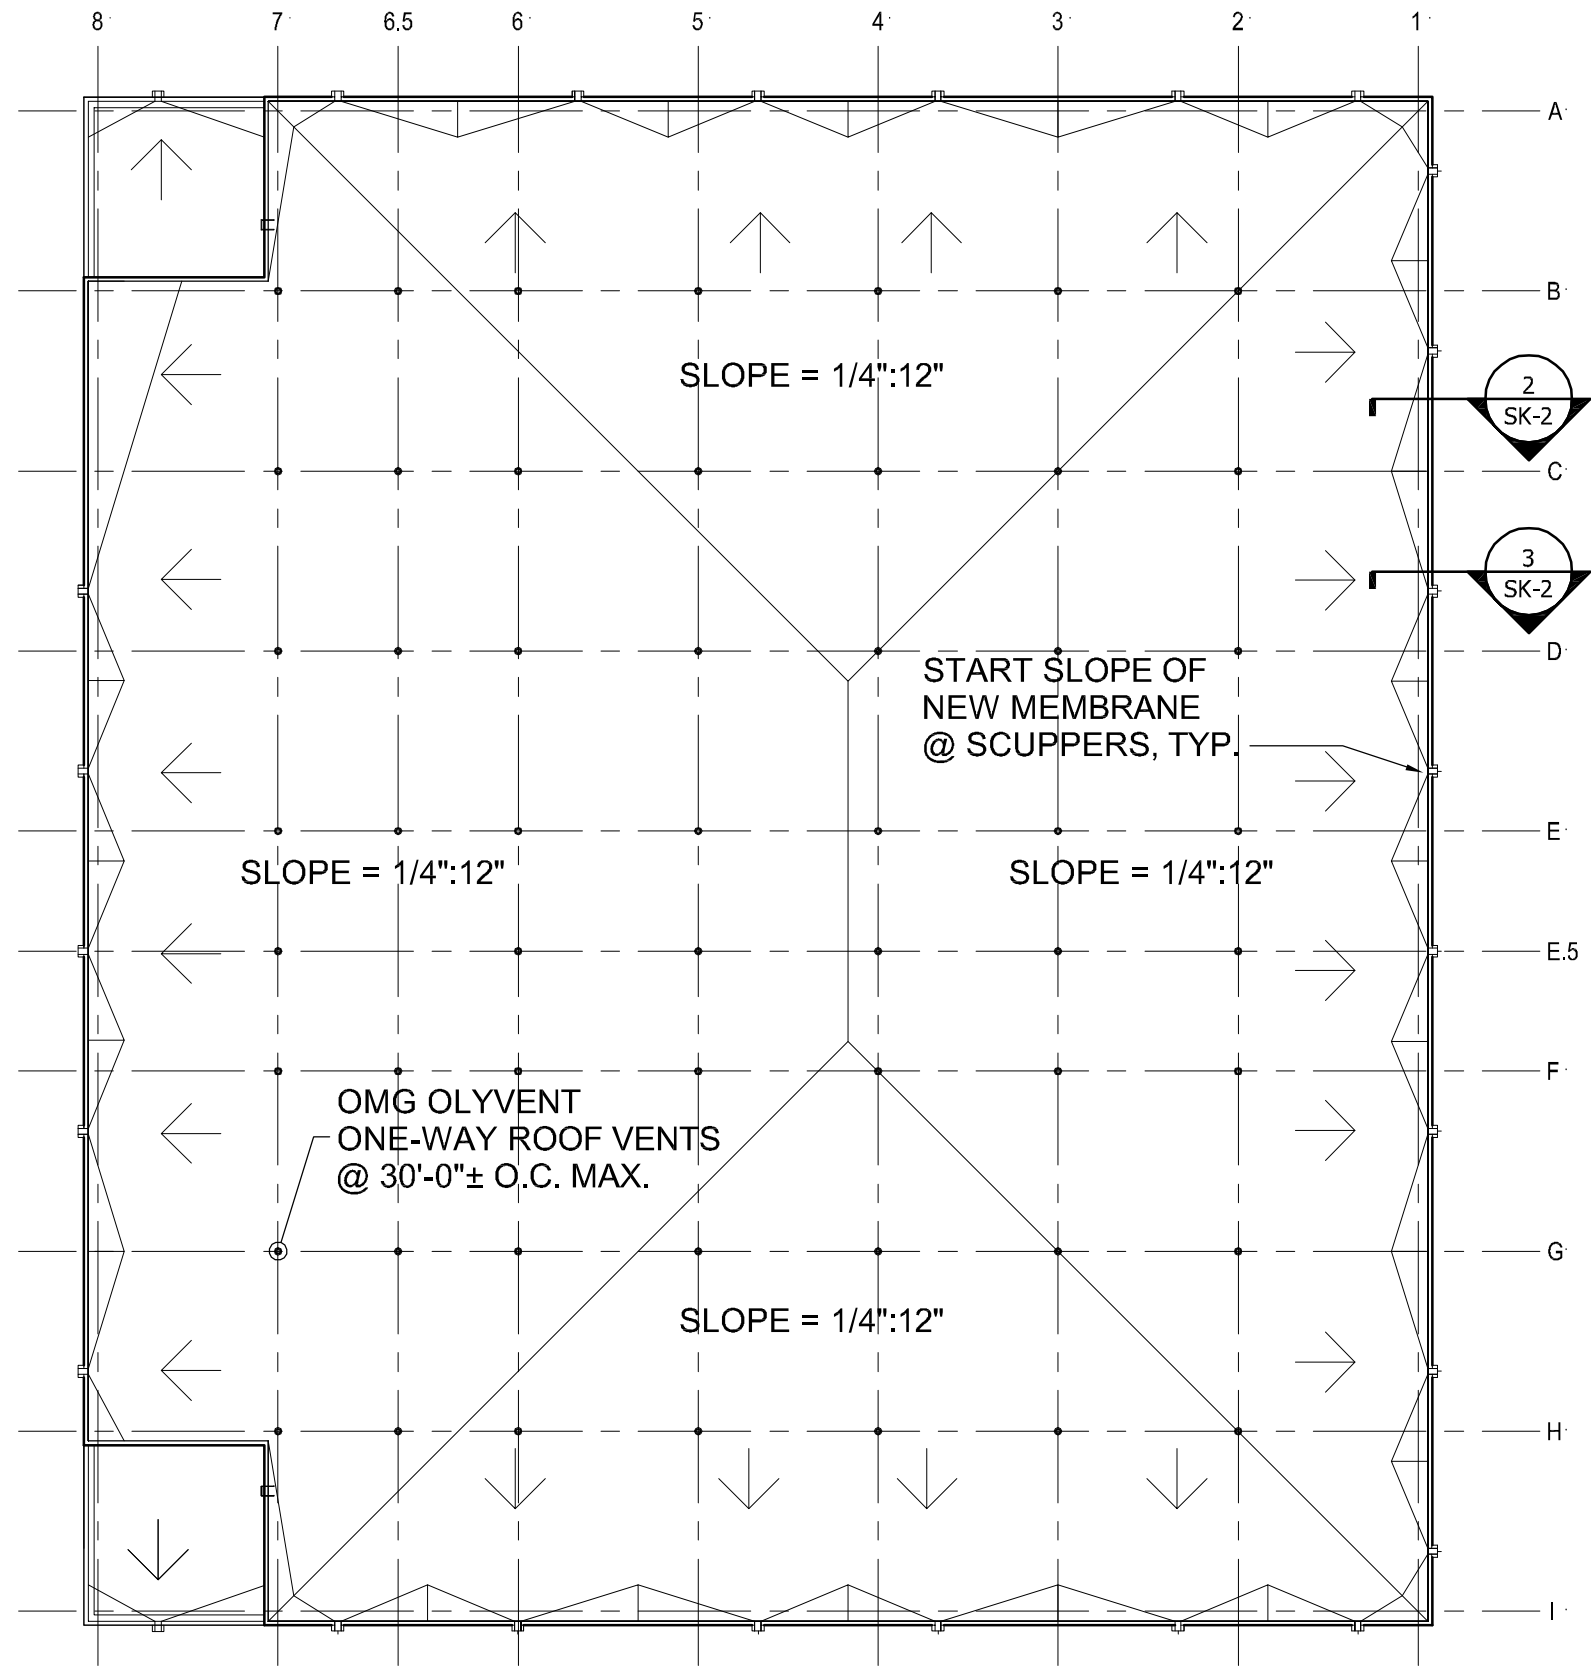 8 7 6.5 6 5 4 3 2 1
A
B
SLOPE = 1/4":12"
2
SK-2
C
3
SK-2
D
START SLOPE OF
NEW MEMBRANE
@ SCUPPERS, TYP.
E
SLOPE = 1/4":12"
SLOPE = 1/4":12"
E.5
F
OMG OLYVENT
ONE-WAY ROOF VENTS
@ 30'-0"± O.C. MAX.
G
SLOPE = 1/4":12"
H
I